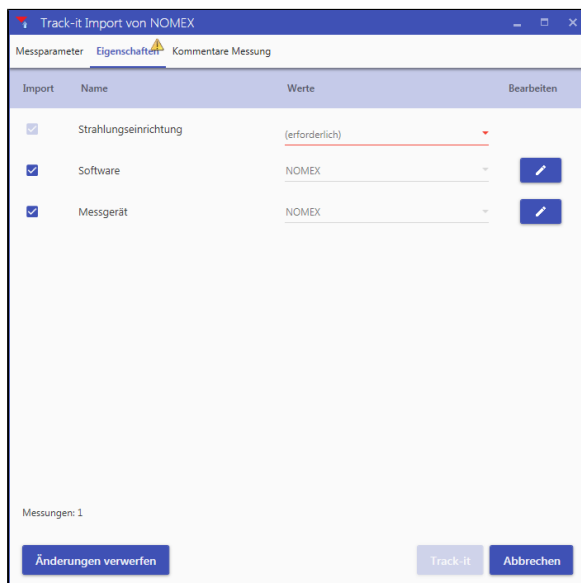 Track-it Import von NOMEX
Messparameter Eigenschaften Kommentare Messung
Import Name Werte Bearbeiten
Strahlungseinrichtung (erforderlich)
Software NOMEX
Messgerät NOMEX
Messungen: 1
Änderungen verwerfen Track-it Abbrechen